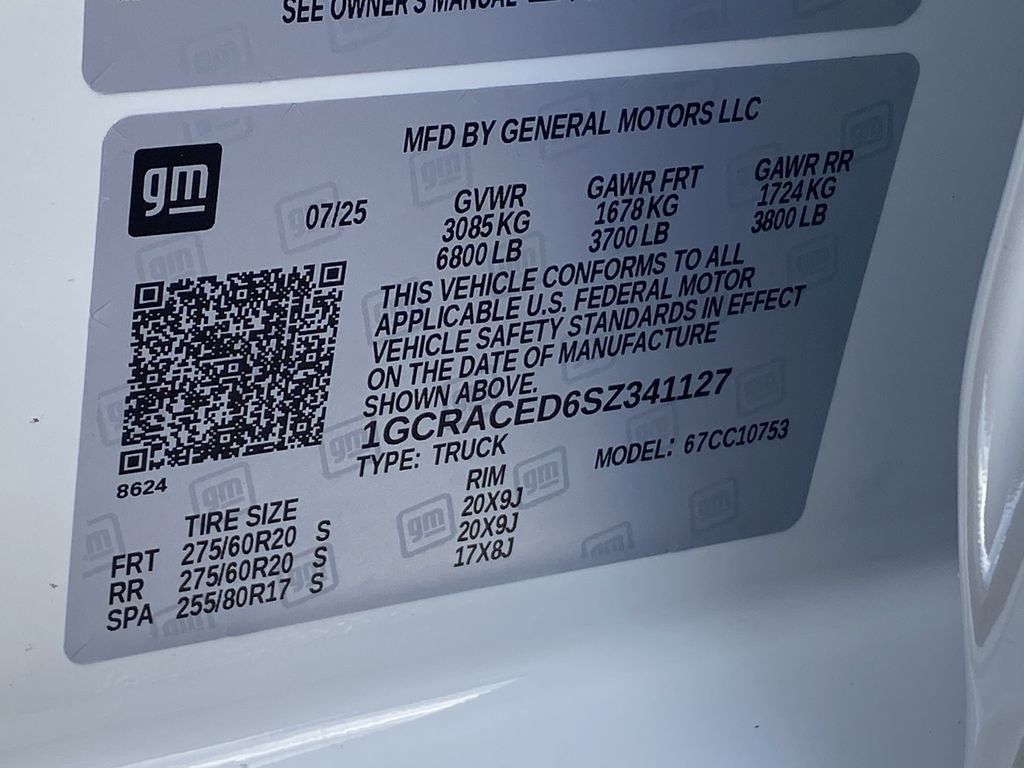 SEE OWNER'S MANUAL
MFD BY GENERAL MOTORS LLC
gm
07/25
GVWR GAWR FRT GAWR RR
3085 KG 1678 KG 1724 KG
6800 LB 3700 LB 3800 LB
THIS VEHICLE CONFORMS TO ALL
APPLICABLE U.S. FEDERAL MOTOR
VEHICLE SAFETY STANDARDS IN EFFECT
ON THE DATE OF MANUFACTURE
SHOWN ABOVE.
1GCRACED6SZ341127
TYPE: TRUCK MODEL: 67CC10753
8624
TIRE SIZE RIM
FRT 275/60R20 S 20X9J
RR 275/60R20 S 20X9J
SPA 255/80R17 S 17X8J